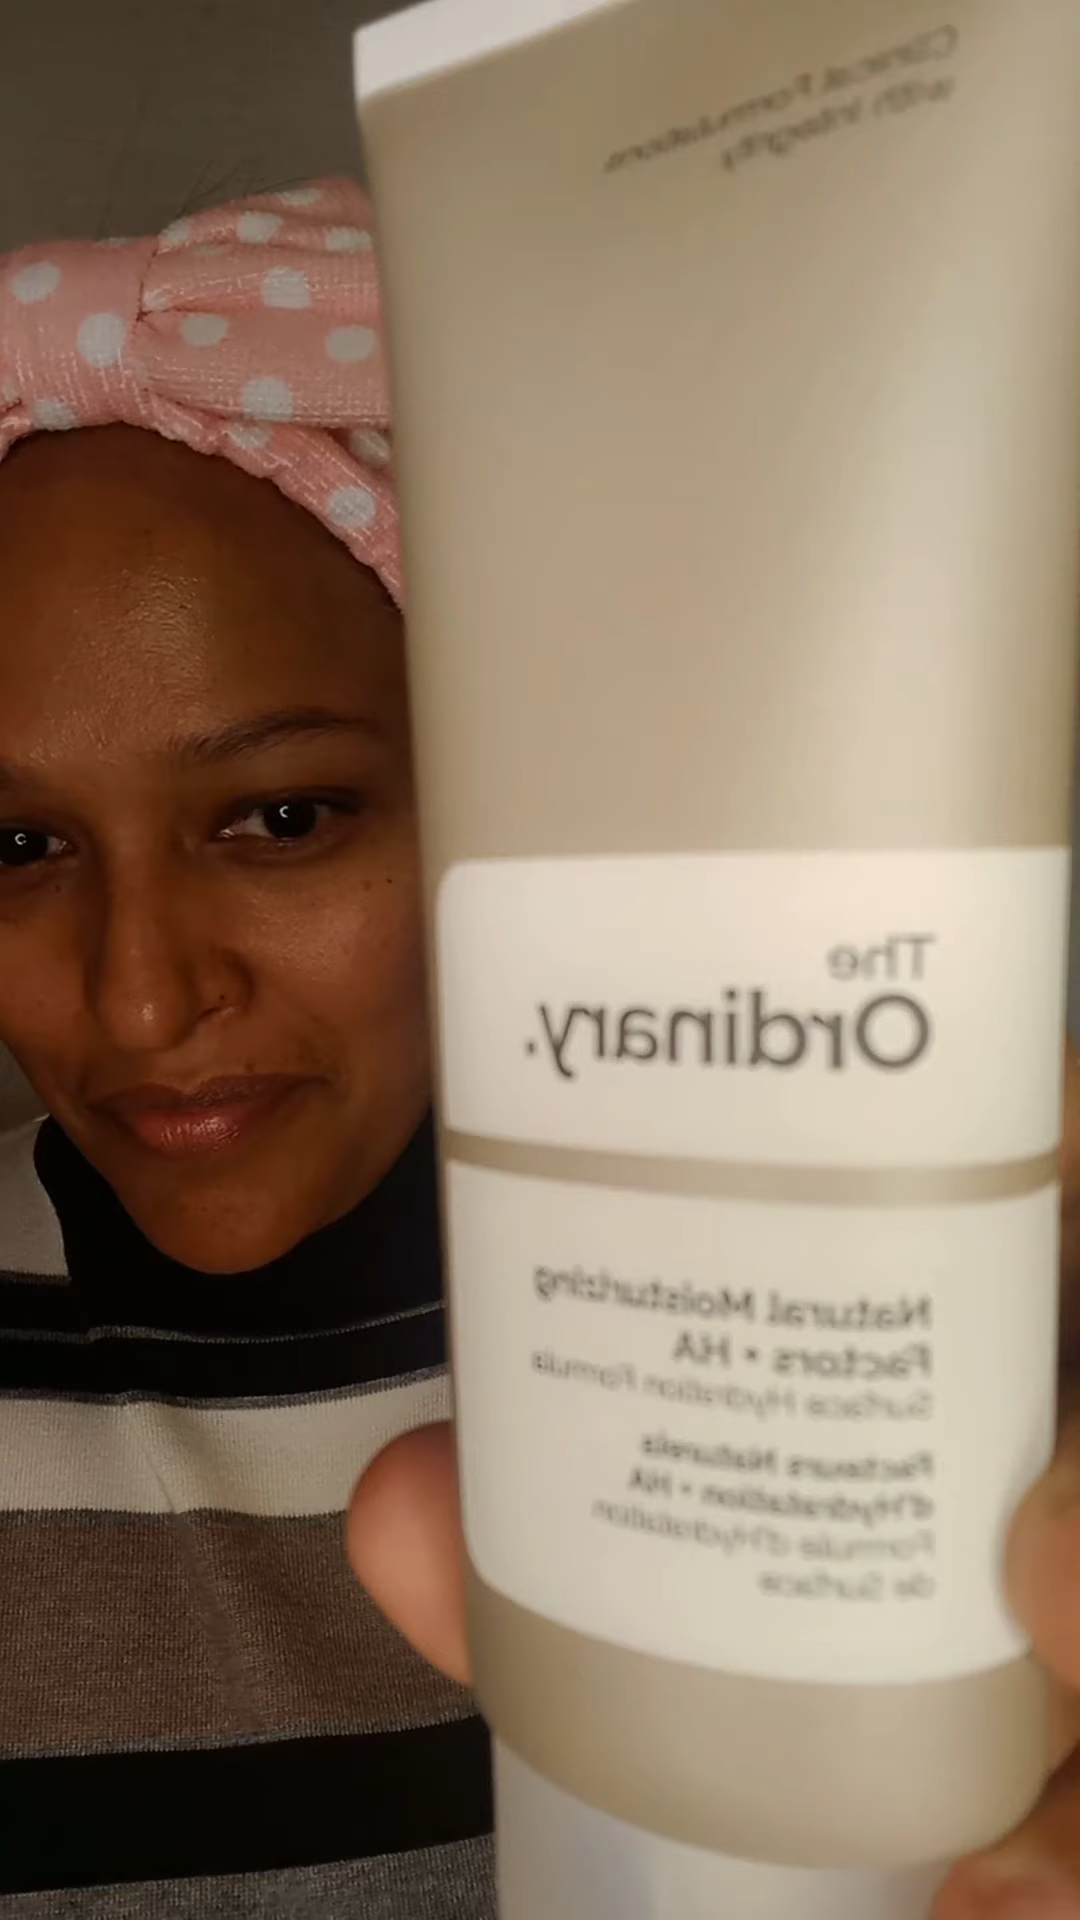 Clinical Formulations
with Integrity
The
Ordinary.
Natural Moisturizing
Factors + HA
Surface Hydration Formula
Facteurs Naturels
d'Hydratation + HA
Formule d'Hydratation
de Surface